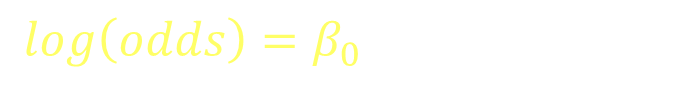 log(odds) = β₀